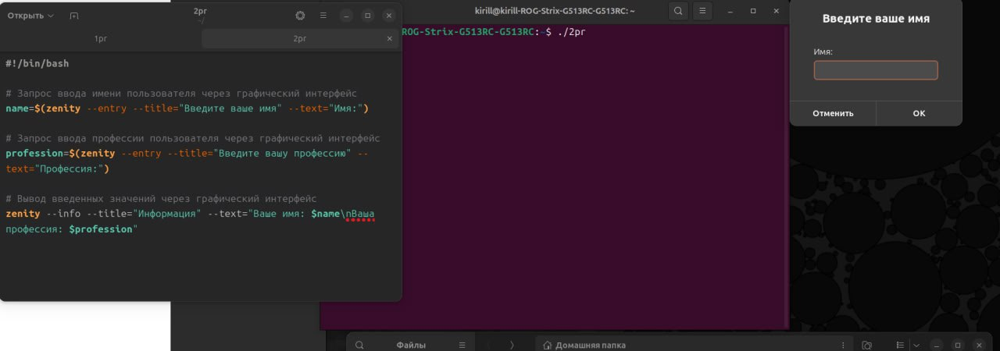 Открыть
2pr
~/
1pr
2pr
#!/bin/bash
# Запрос ввода имени пользователя через графический интерфейс
name=$(zenity --entry --title="Введите ваше имя" --text="Имя:")
# Запрос ввода профессии пользователя через графический интерфейс
profession=$(zenity --entry --title="Введите вашу профессию" --
text="Профессия:")
# Вывод введенных значений через графический интерфейс
zenity --info --title="Информация" --text="Ваше имя: $name\nВаша
профессия: $profession"
kirill@kirill-ROG-Strix-G513RC-G513RC: ~
ROG-Strix-G513RC-G513RC:~$ ./2pr
Введите ваше имя
Имя:
Отменить
ОК
Файлы
Домашняя папка